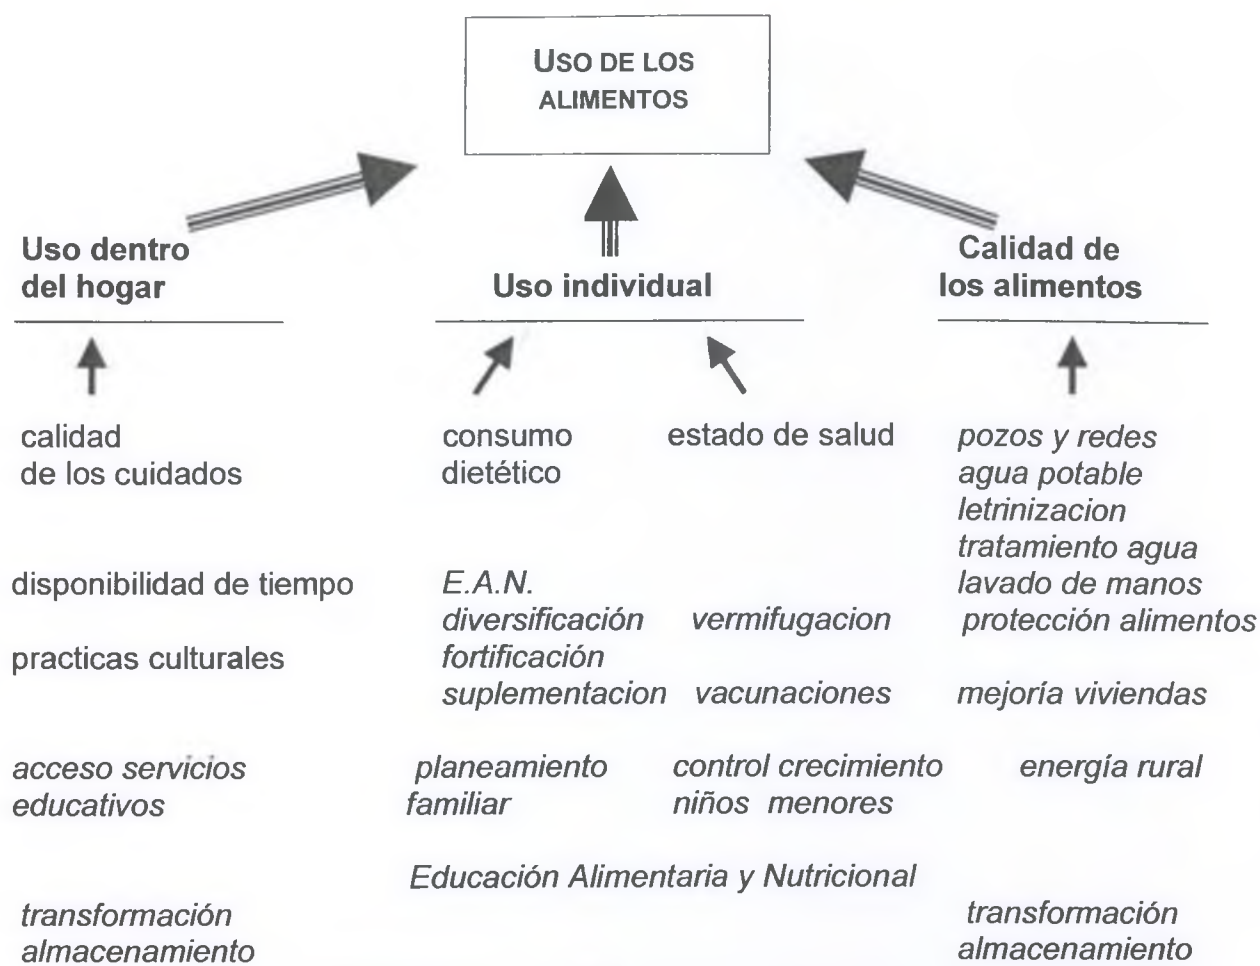 USO DE LOS
ALIMENTOS
Uso dentro
del hogar
Uso individual
Calidad de
los alimentos
calidad
de los cuidados
disponibilidad de tiempo
practicas culturales
acceso servicios
educativos
transformación
almacenamiento
consumo
dietético
E.A.N.
diversificación
fortificación
suplementacion
planeamiento
familiar
estado de salud
vermifugacion
vacunaciones
control crecimiento
niños menores
Educación Alimentaria y Nutricional
pozos y redes
agua potable
letrinizacion
tratamiento agua
lavado de manos
protección alimentos
mejoría viviendas
energía rural
transformación
almacenamiento